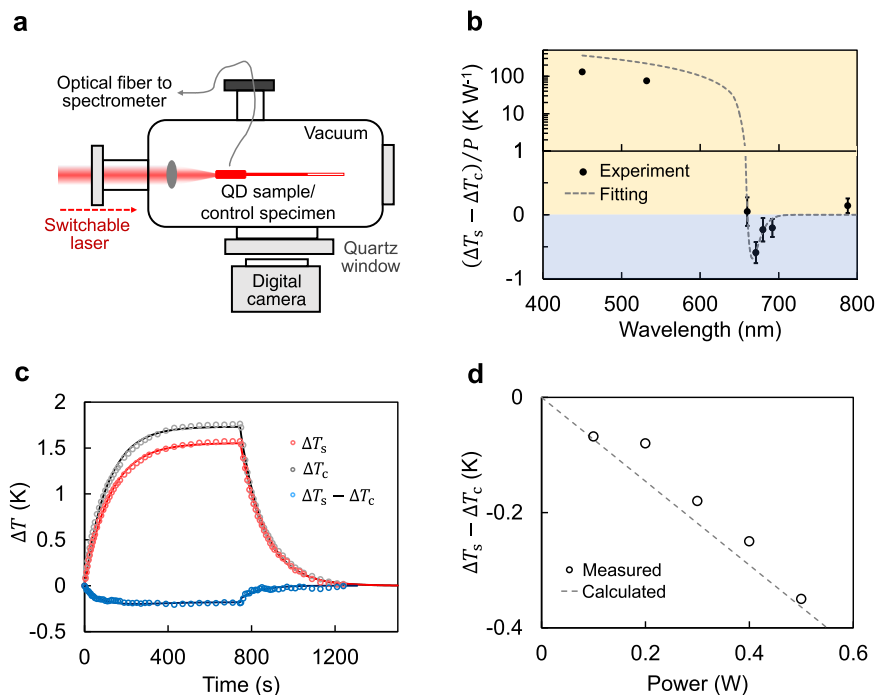 a
Optical fiber to
spectrometer
Vacuum
QD sample/
control specimen
Switchable
laser
Quartz
window
Digital
camera
b
(ΔTs − ΔTc)/P (K W⁻¹)
100
10
1
0
-1
Experiment
Fitting
400 500 600 700 800
Wavelength (nm)
c
ΔT (K)
2
1.5
1
0.5
0
-0.5
ΔTs
ΔTc
ΔTs − ΔTc
0 400 800 1200
Time (s)
d
ΔTs − ΔTc (K)
0
-0.2
-0.4
Measured
Calculated
0 0.2 0.4 0.6
Power (W)